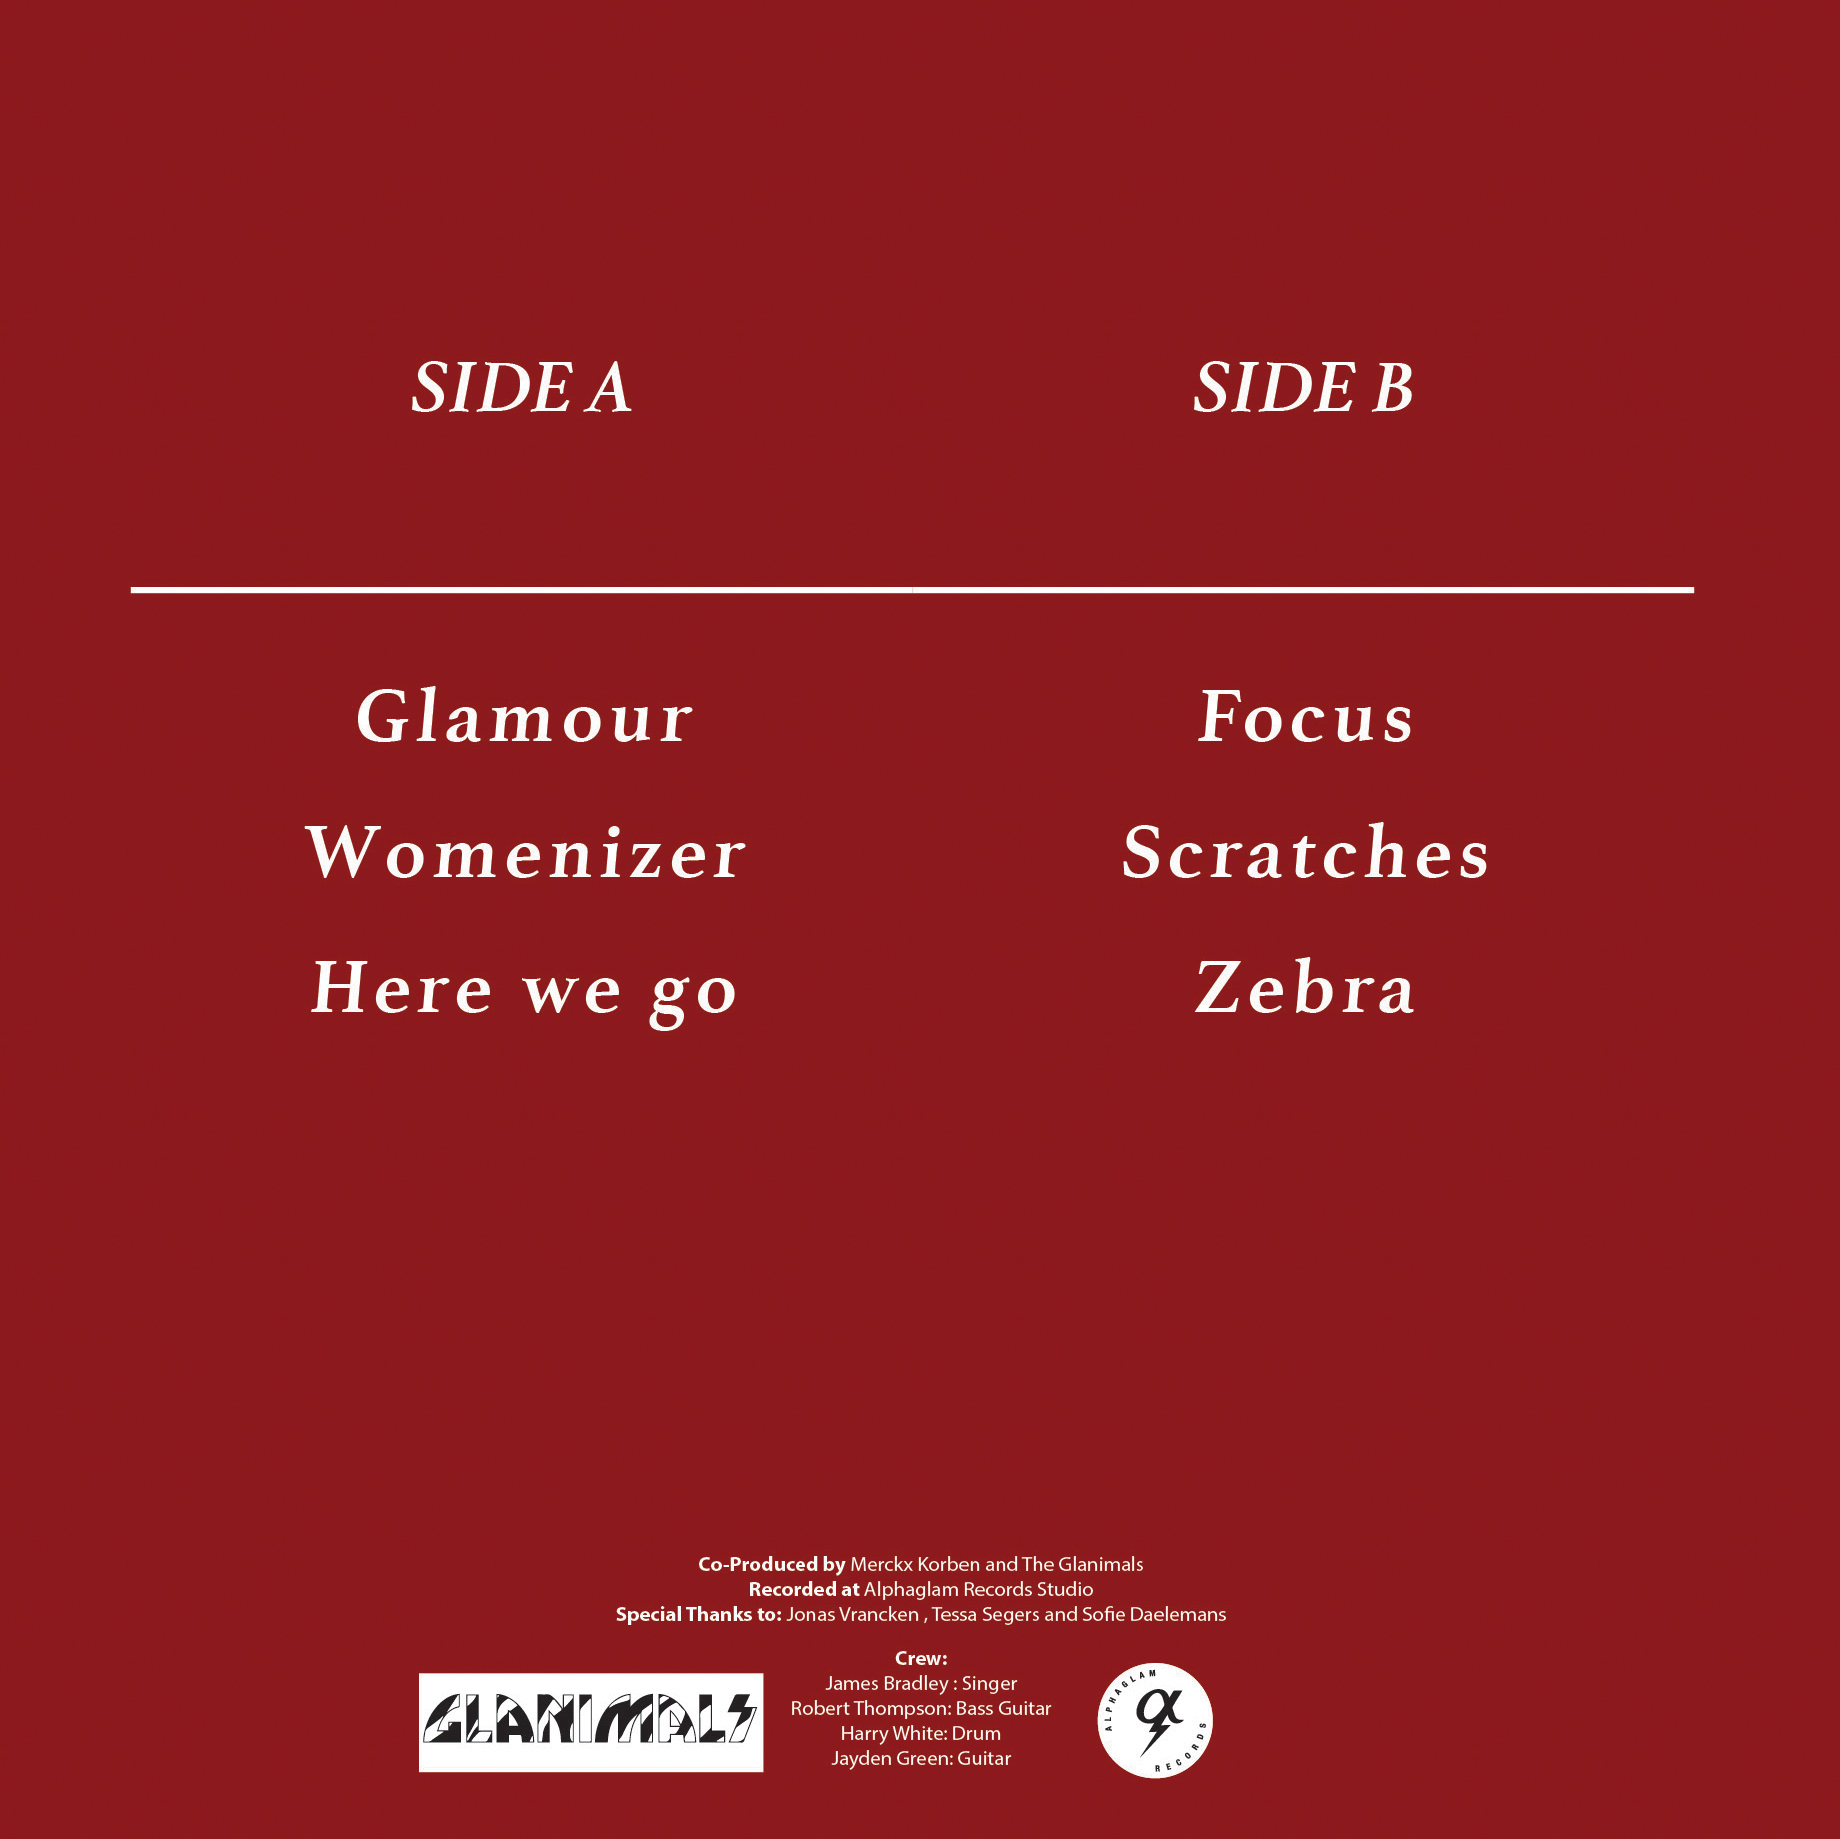 SIDE A
SIDE B
Glamour
Womenizer
Here we go
Focus
Scratches
Zebra
Co-Produced by Merckx Korben and The Glanimals
Recorded at Alphaglam Records Studio
Special Thanks to: Jonas Vrancken , Tessa Segers and Sofie Daelemans
Crew:
James Bradley : Singer
Robert Thompson: Bass Guitar
Harry White: Drum
Jayden Green: Guitar
GLANIMALS
ALPHAGLAM
α
RECORDS